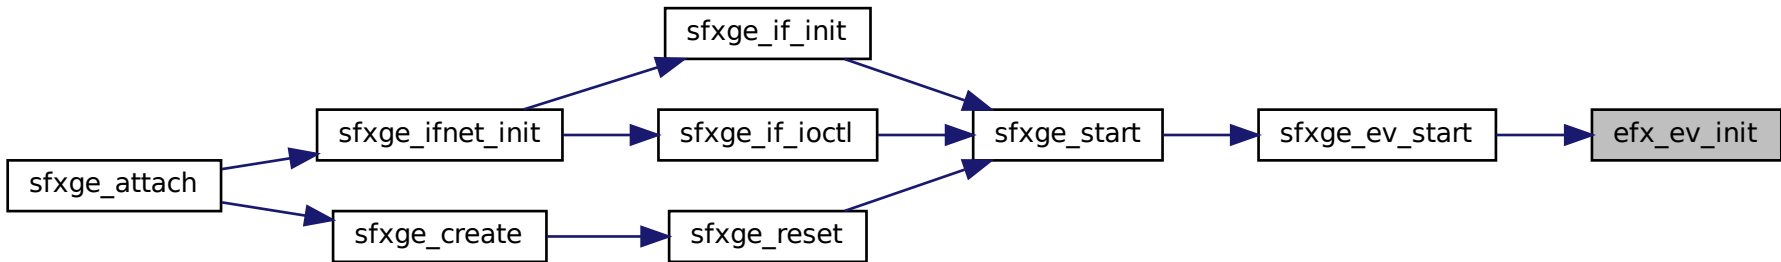 sfxge_if_init
sfxge_ifnet_init
sfxge_if_ioctl
sfxge_start
sfxge_ev_start
efx_ev_init
sfxge_attach
sfxge_create
sfxge_reset